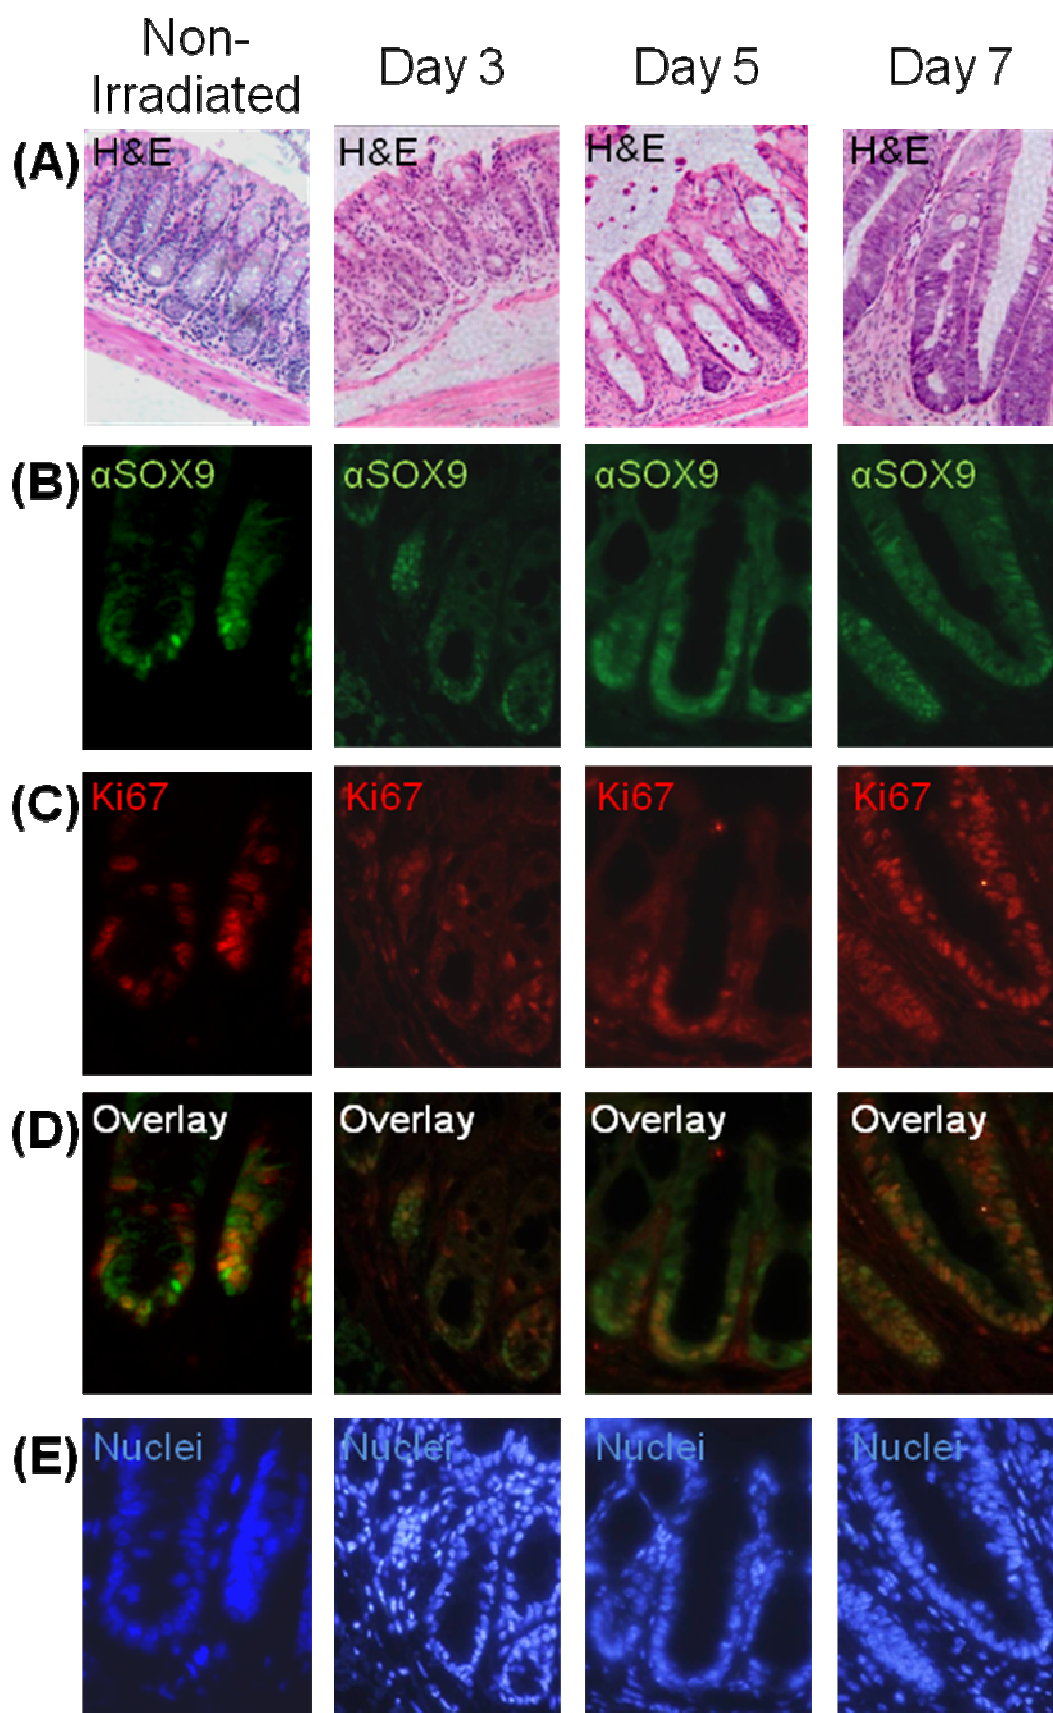 Non-
Irradiated
Day 3
Day 5
Day 7
(A)
H&E
H&E
H&E
H&E
(B)
αSOX9
αSOX9
αSOX9
αSOX9
(C)
Ki67
Ki67
Ki67
Ki67
(D)
Overlay
Overlay
Overlay
Overlay
(E)
Nuclei
Nuclei
Nuclei
Nuclei